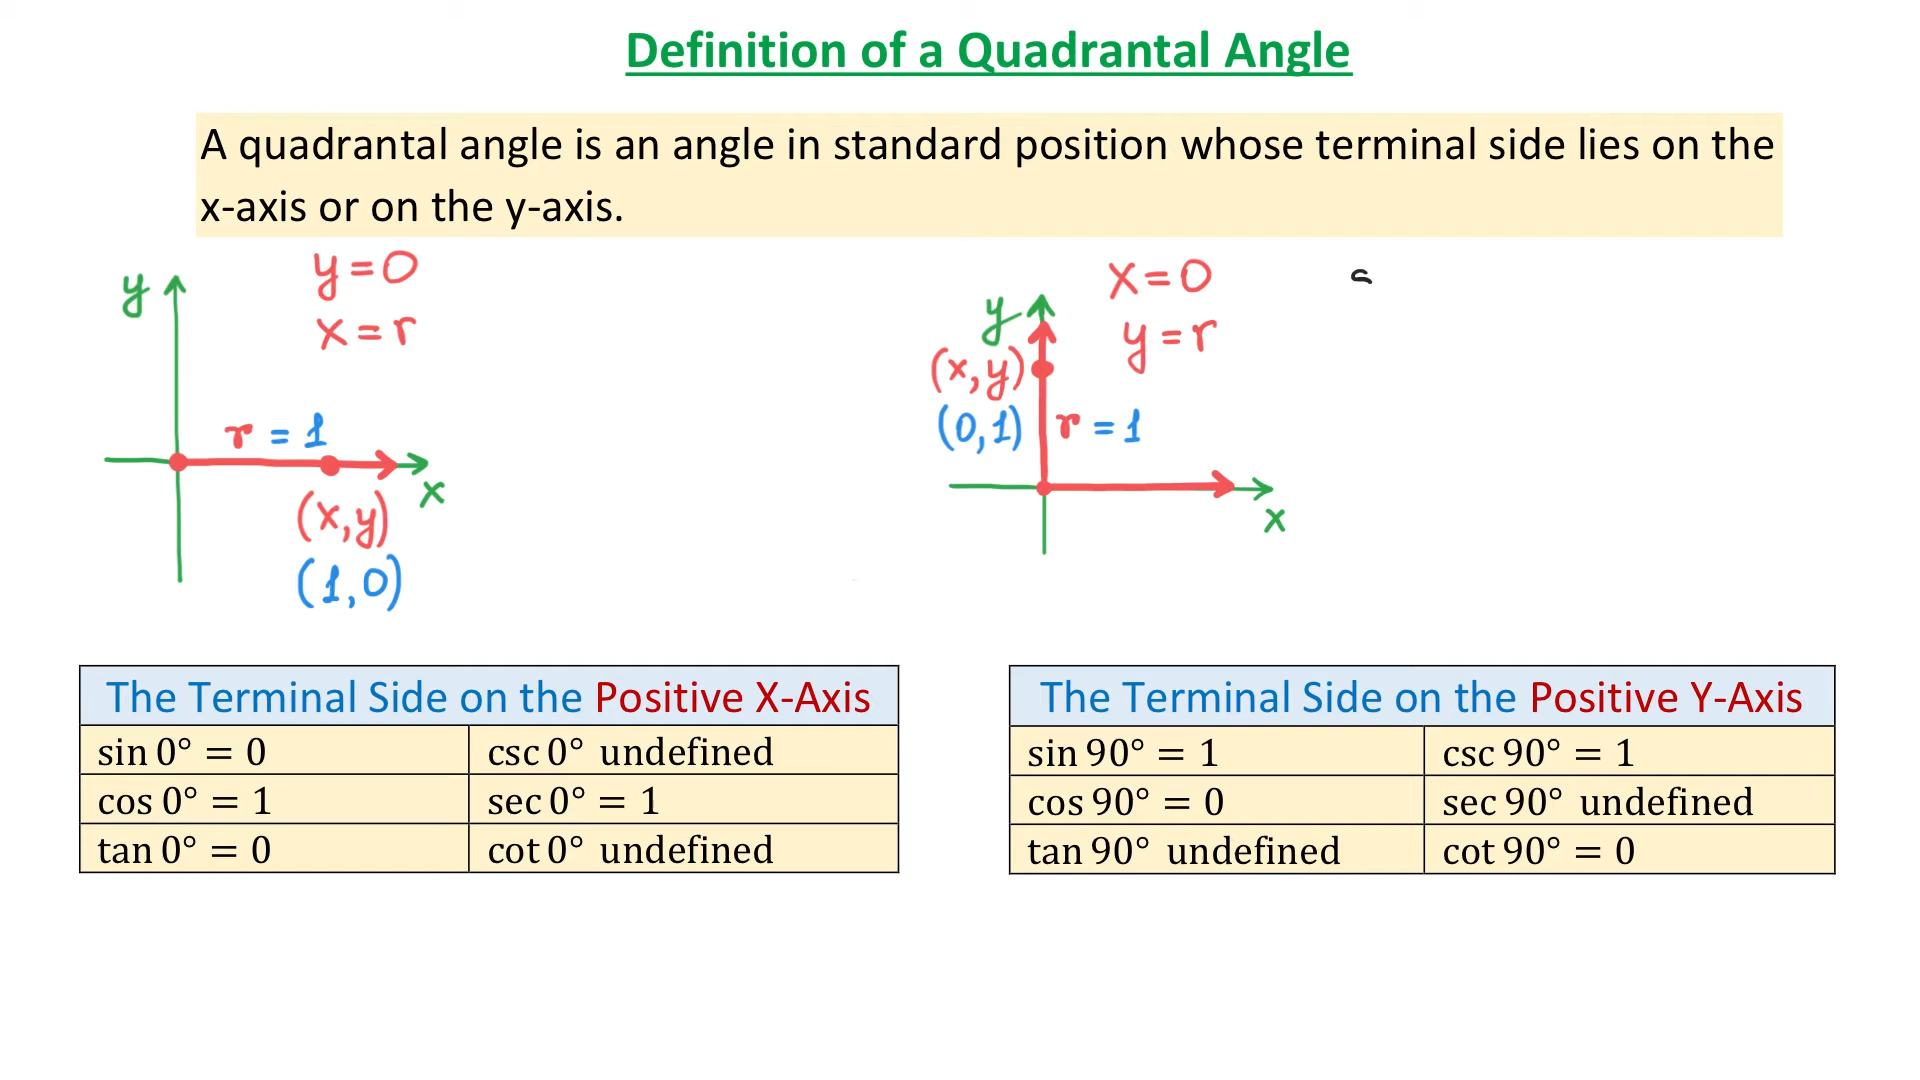 Definition of a Quadrantal Angle
A quadrantal angle is an angle in standard position whose terminal side lies on the
x-axis or on the y-axis.
y
y = 0
x = r
r = 1
x
(x, y)
(1, 0)
y
x = 0
y = r
(x, y)
(0, 1)
r = 1
x
The Terminal Side on the Positive X-Axis
sin 0° = 0
csc 0° undefined
cos 0° = 1
sec 0° = 1
tan 0° = 0
cot 0° undefined
The Terminal Side on the Positive Y-Axis
sin 90° = 1
csc 90° = 1
cos 90° = 0
sec 90° undefined
tan 90° undefined
cot 90° = 0